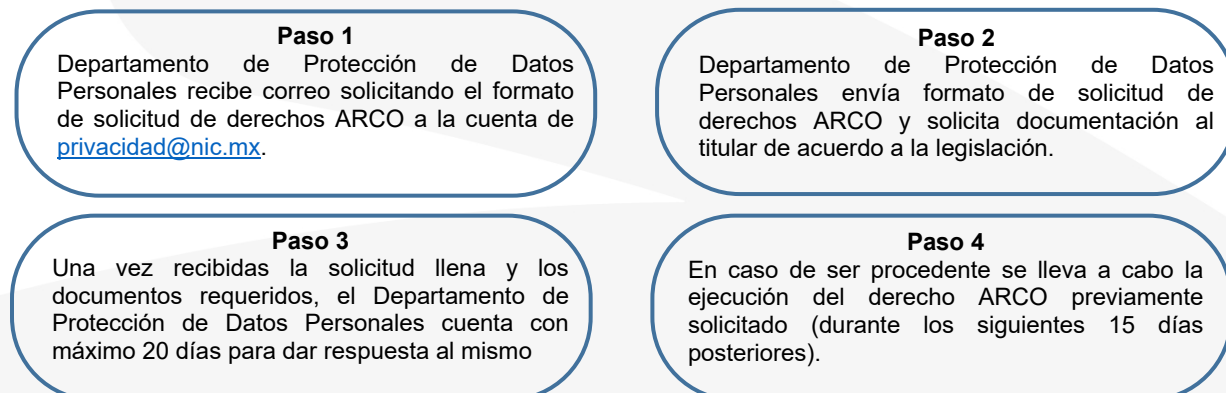 Paso 1
Departamento de Protección de Datos
Personales recibe correo solicitando el formato
de solicitud de derechos ARCO a la cuenta de
privacidad@nic.mx.
Paso 2
Departamento de Protección de Datos
Personales envía formato de solicitud de
derechos ARCO y solicita documentación al
titular de acuerdo a la legislación.
Paso 3
Una vez recibidas la solicitud llena y los
documentos requeridos, el Departamento de
Protección de Datos Personales cuenta con
máximo 20 días para dar respuesta al mismo
Paso 4
En caso de ser procedente se lleva a cabo la
ejecución del derecho ARCO previamente
solicitado (durante los siguientes 15 días
posteriores).